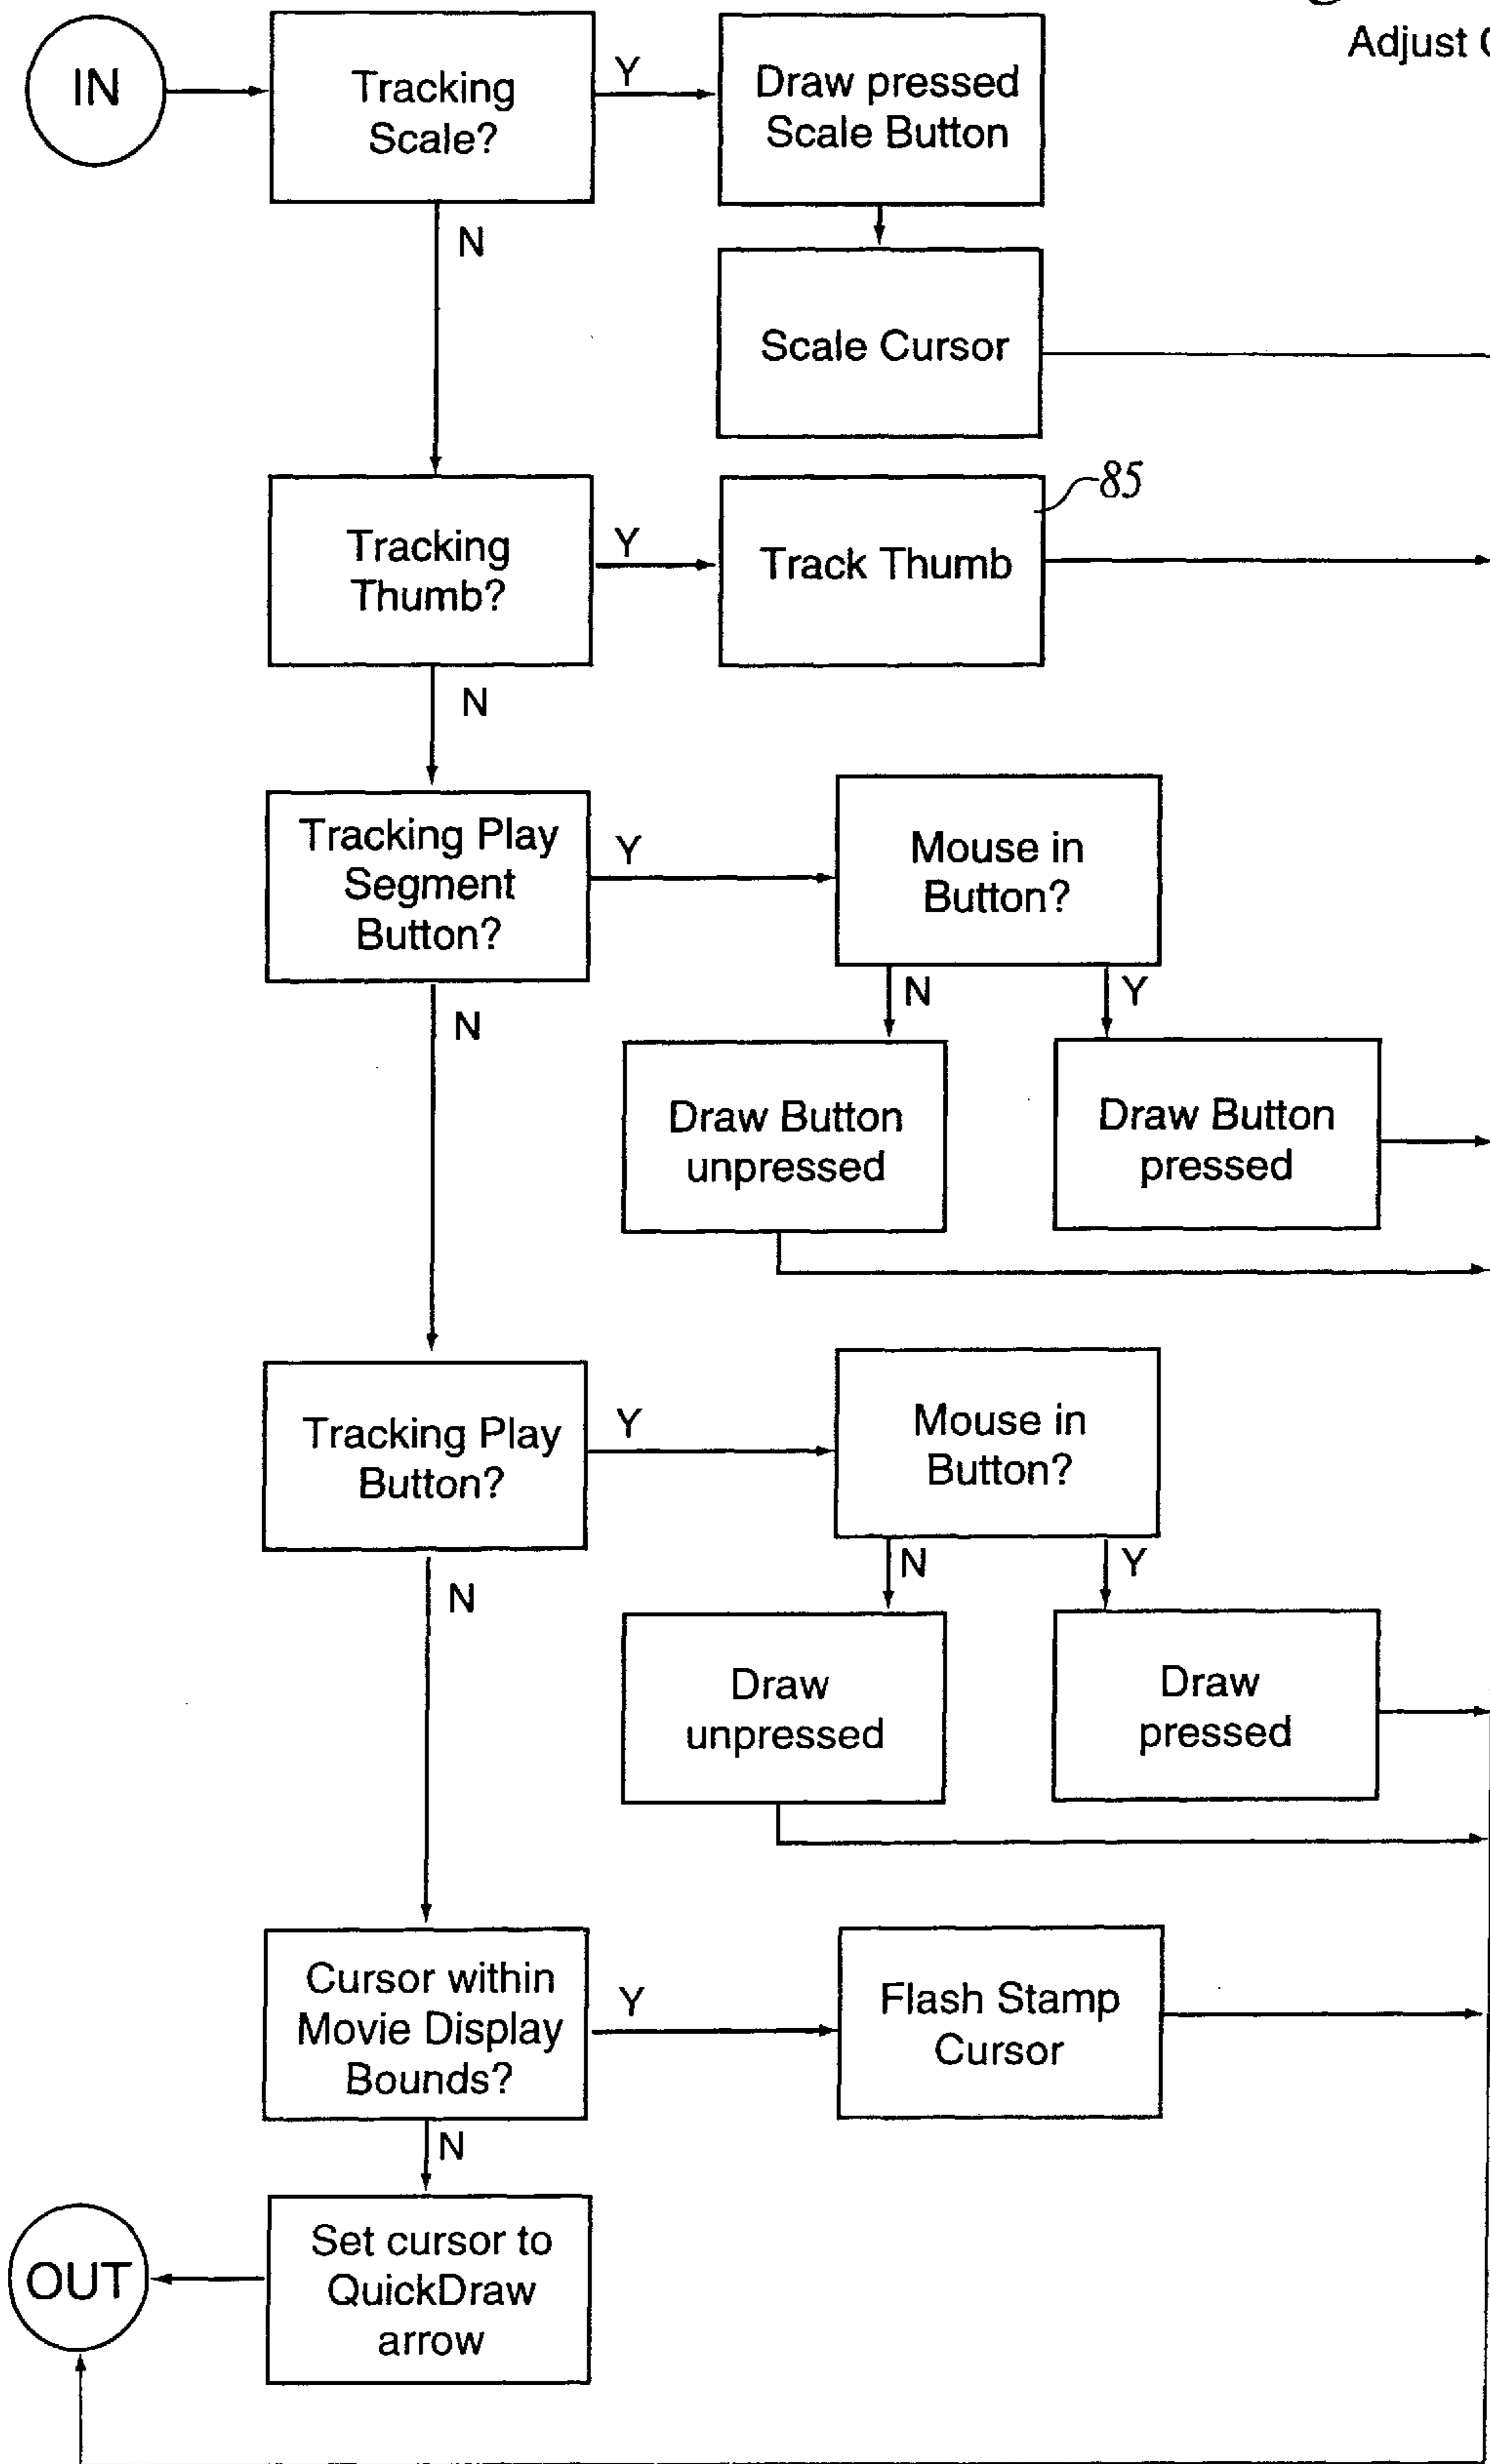 Adjust
IN
Tracking
Scale?
Y
Draw pressed
Scale Button
N
Scale Cursor
85
Tracking
Thumb?
Y
Track Thumb
N
Tracking Play
Segment
Button?
Y
Mouse in
Button?
N
N
Y
Draw Button
unpressed
Draw Button
pressed
Tracking Play
Button?
Y
Mouse in
Button?
N
N
Y
Draw
unpressed
Draw
pressed
Cursor within
Movie Display
Bounds?
Y
Flash Stamp
Cursor
N
Set cursor to
QuickDraw
arrow
OUT